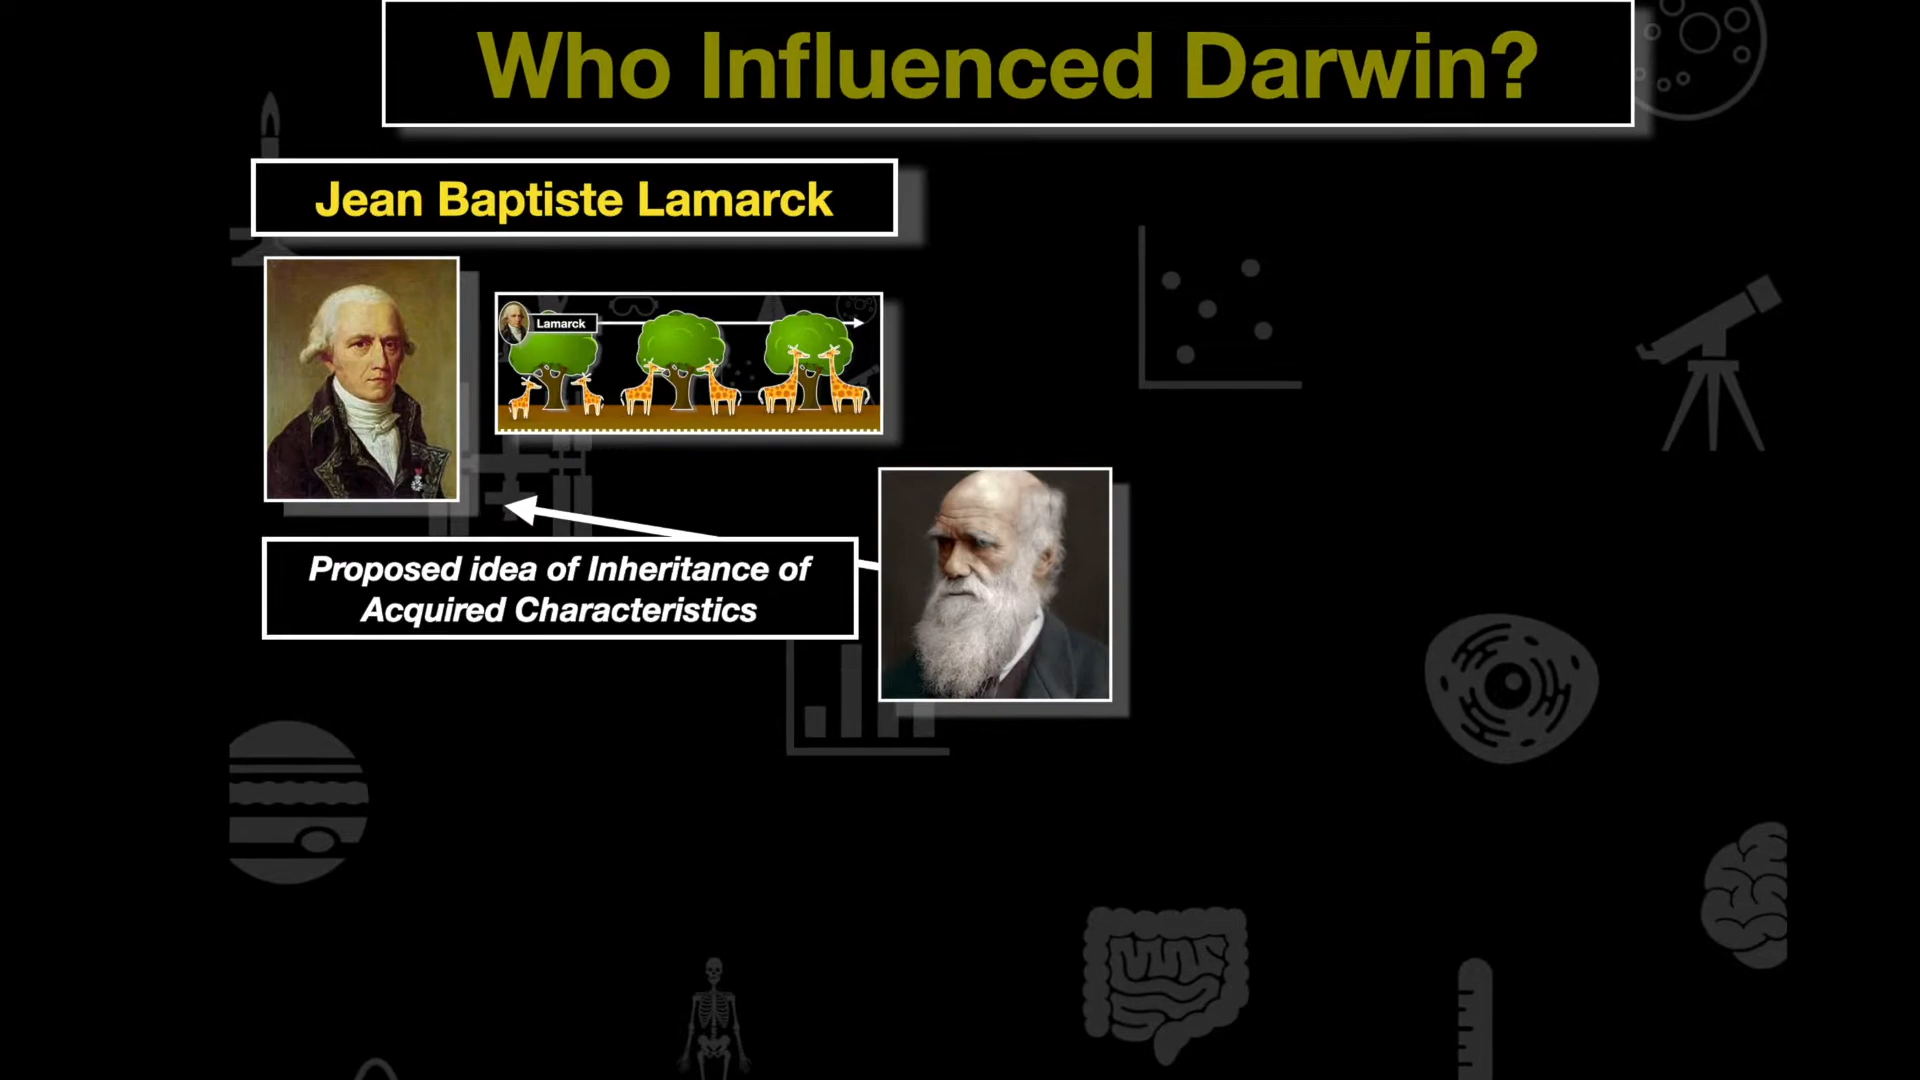 Who Influenced Darwin?
Jean Baptiste Lamarck
Lamarck
Proposed idea of Inheritance of
Acquired Characteristics